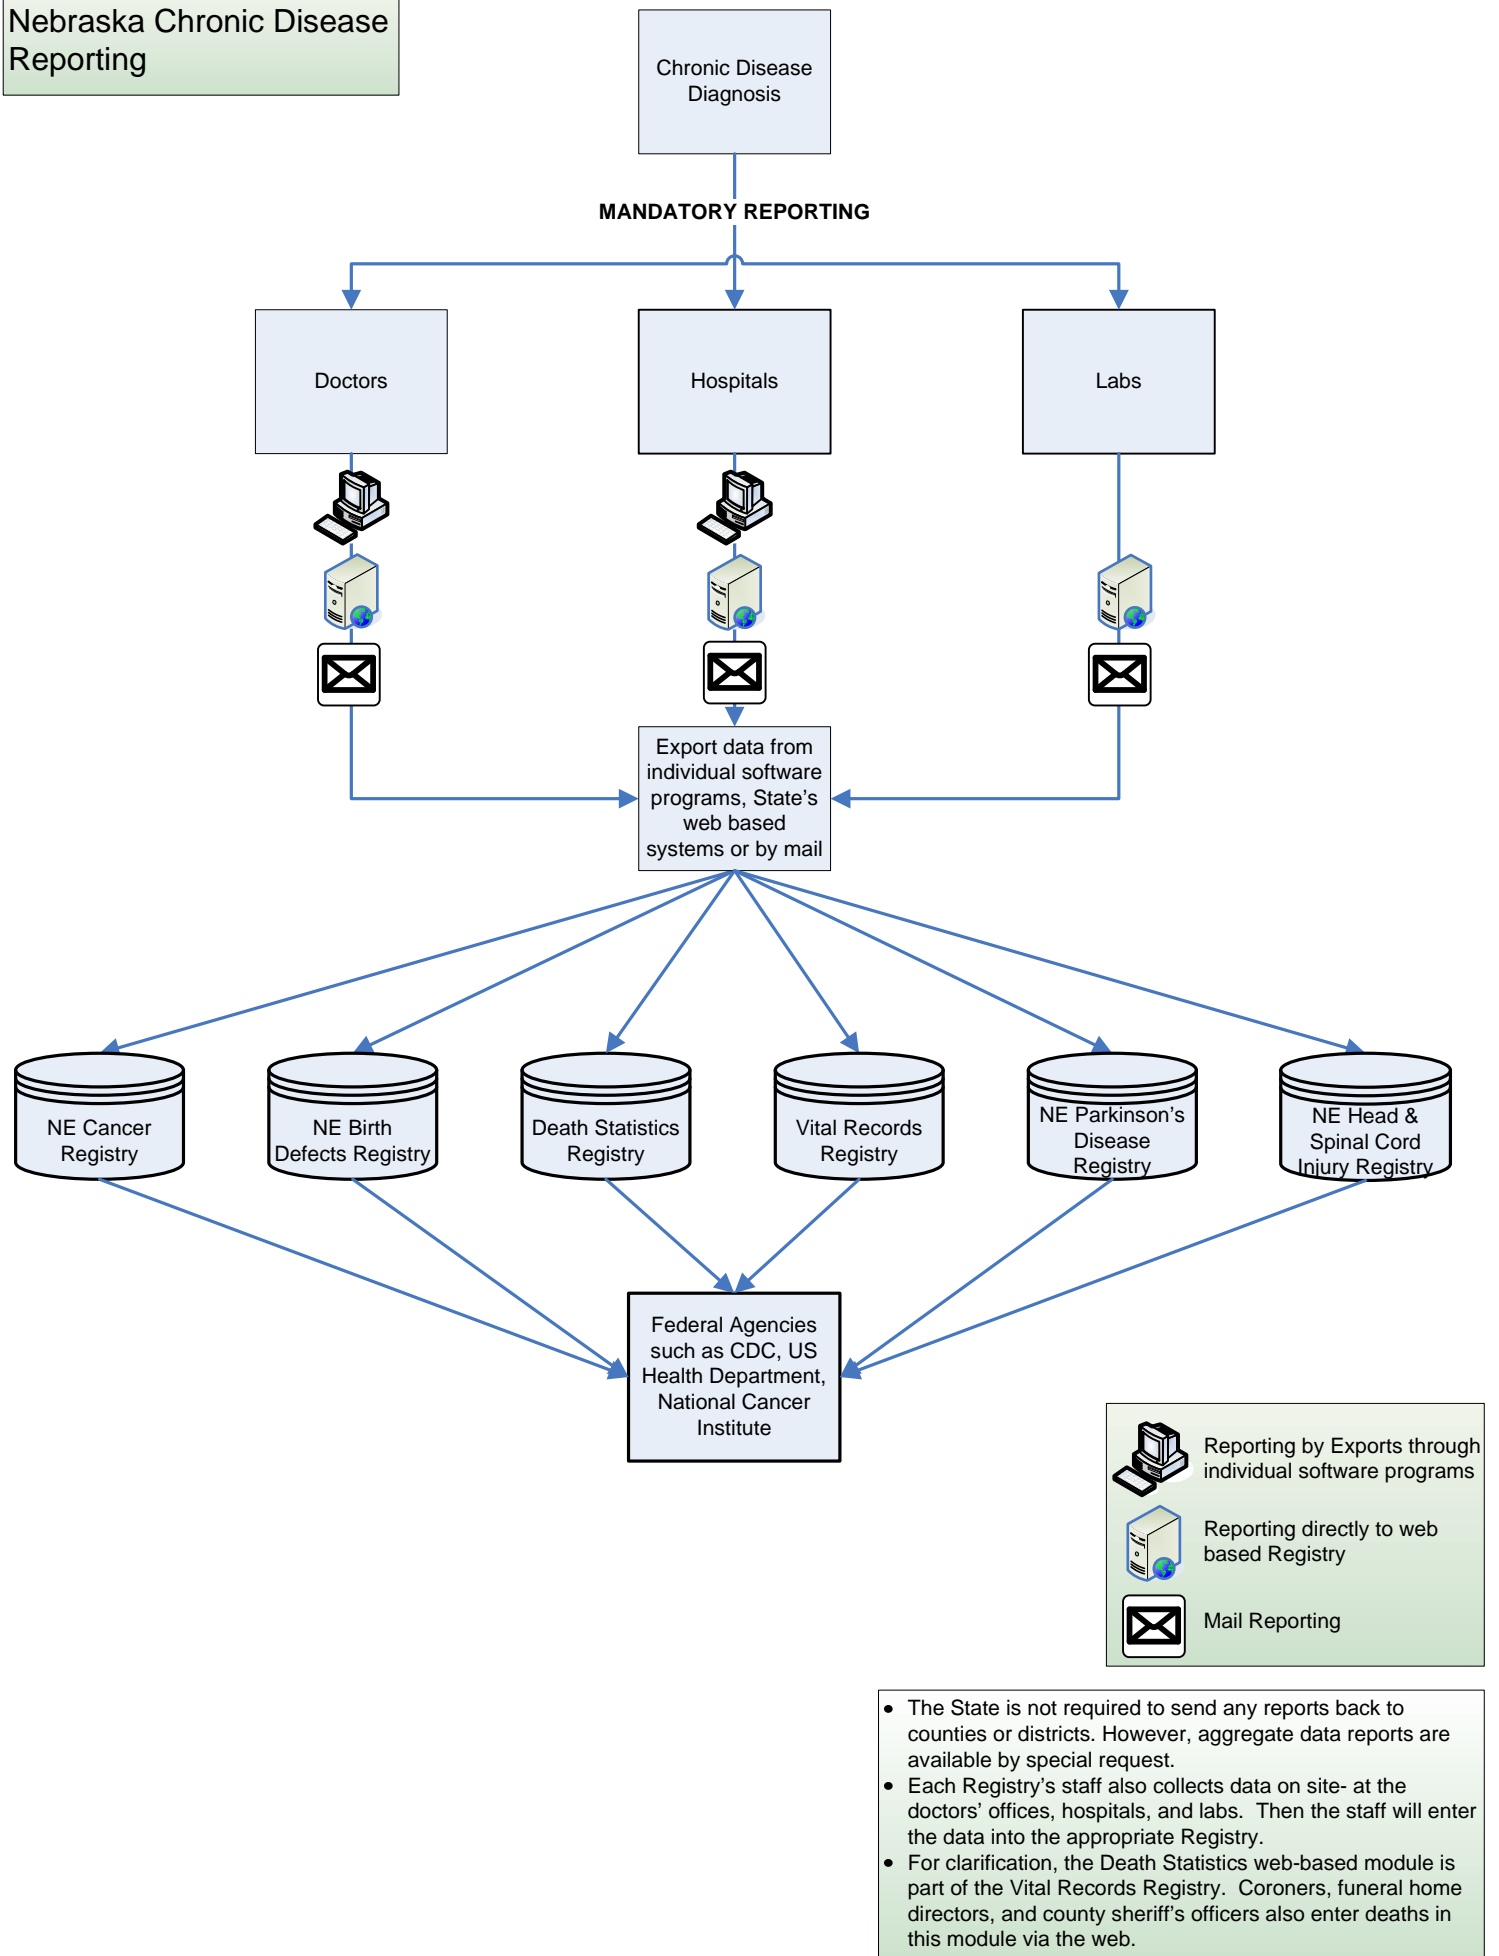 Nebraska Chronic Disease
Reporting
Chronic Disease
Diagnosis
MANDATORY REPORTING
Doctors
Hospitals
Labs
Export data from
individual software
programs, State's
web based
systems or by mail
NE Cancer
Registry
NE Birth
Defects Registry
Death Statistics
Registry
Vital Records
Registry
NE Parkinson's
Disease
Registry
NE Head &
Spinal Cord
Injury Registry
Federal Agencies
such as CDC, US
Health Department,
National Cancer
Institute
Reporting by Exports through
individual software programs
Reporting directly to web
based Registry
Mail Reporting
• The State is not required to send any reports back to
counties or districts. However, aggregate data reports are
available by special request.
• Each Registry's staff also collects data on site- at the
doctors' offices, hospitals, and labs. Then the staff will enter
the data into the appropriate Registry.
• For clarification, the Death Statistics web-based module is
part of the Vital Records Registry. Coroners, funeral home
directors, and county sheriff's officers also enter deaths in
this module via the web.